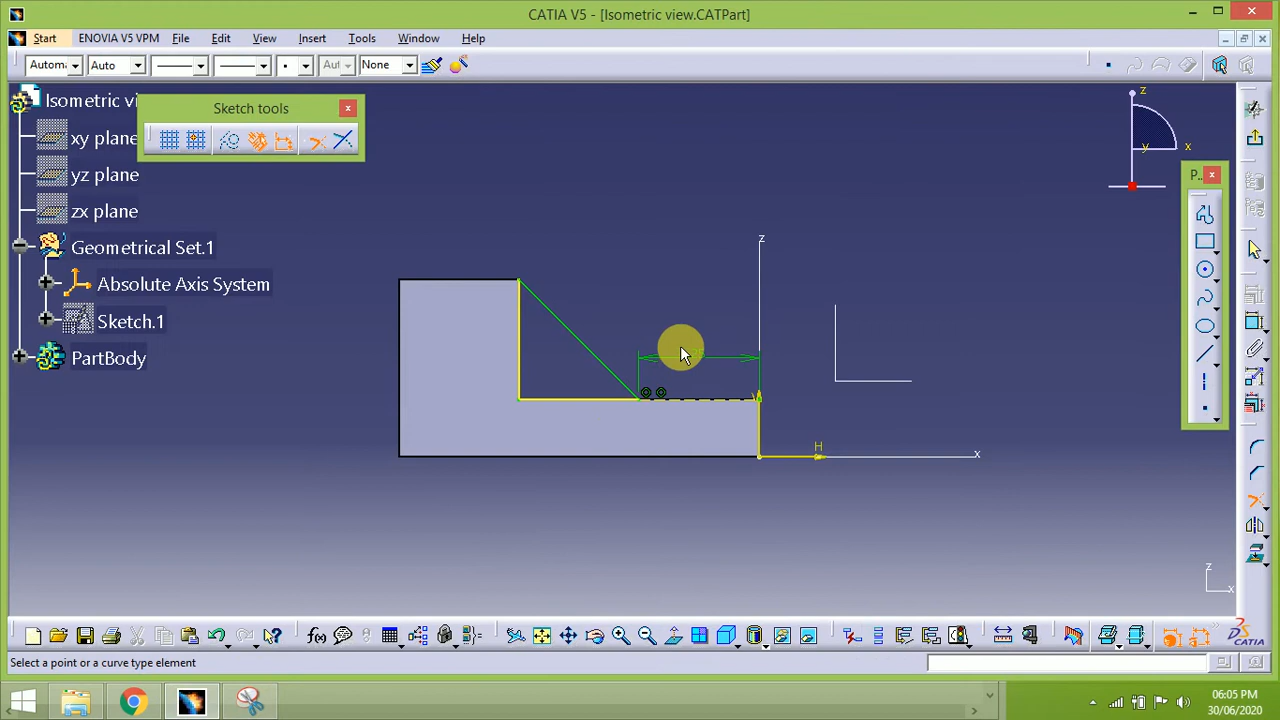 CATIA V5 - [Isometric view.CATPart]
Start ENOVIA V5 VPM File Edit View Insert Tools Window Help
Automa Auto Aut None
Isometric vi
Sketch tools
xy plane
yz plane
zx plane
Geometrical Set.1
Absolute Axis System
Sketch.1
PartBody
z
x
y
P..
z
x
H
z
x
f(x)
CATIA
Select a point or a curve type element
06:05 PM
30/06/2020